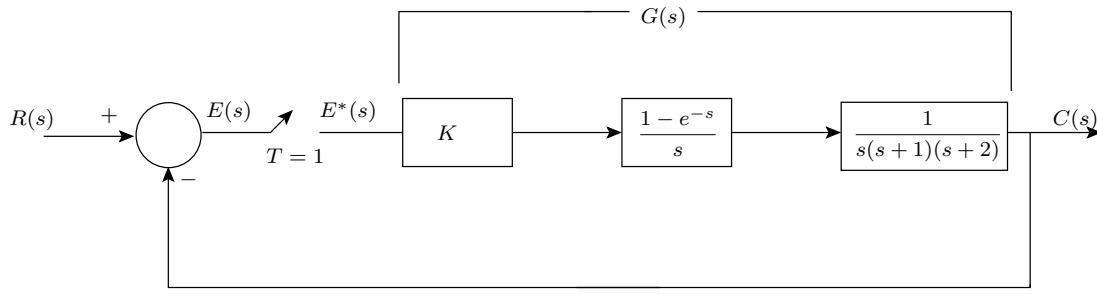 G(s)
R(s)
+
−
E(s)
T = 1
E*(s)
K
1 − e^{−s}
s
1
s(s + 1)(s + 2)
C(s)